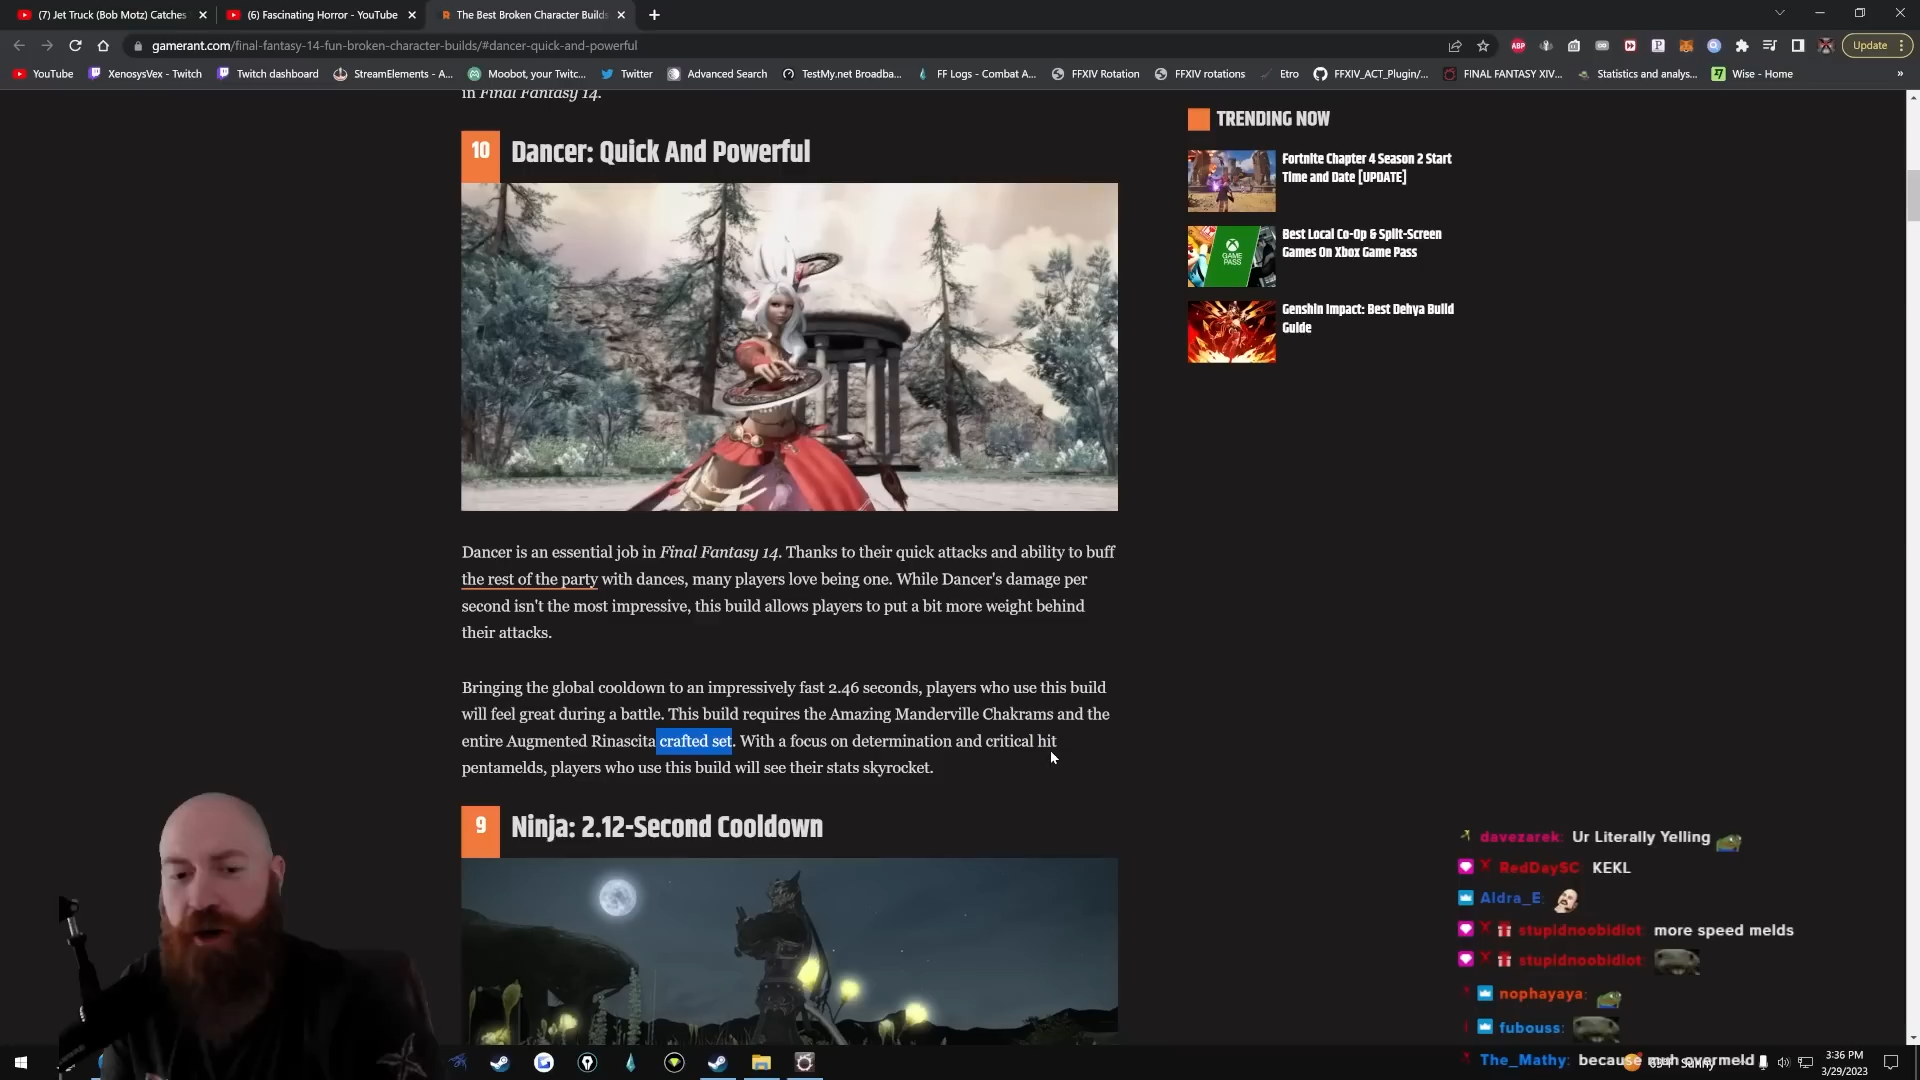 (7) Jet Truck (Bob Motz) Catches
(6) Fascinating Horror - YouTube
The Best Broken Character Builds
gamerant.com/final-fantasy-14-fun-broken-character-builds/#dancer-quick-and-powerful
ABP
Update
YouTube
XenosysVex - Twitch
Twitch dashboard
StreamElements - A...
Moobot, your Twitc...
Twitter
Advanced Search
TestMy.net Broadba...
FF Logs - Combat A...
FFXIV Rotation
FFXIV rotations
Etro
FFXIV_ACT_Plugin/...
FINAL FANTASY XIV...
Statistics and analys...
Wise - Home
»
in Final Fantasy 14.
TRENDING NOW
10
Dancer: Quick And Powerful
Fortnite Chapter 4 Season 2 Start
Time and Date [UPDATE]
XBOX
GAME
PASS
Best Local Co-Op & Split-Screen
Games On Xbox Game Pass
Genshin Impact: Best Dehya Build
Guide
Dancer is an essential job in Final Fantasy 14. Thanks to their quick attacks and ability to buff
the rest of the party with dances, many players love being one. While Dancer's damage per
second isn't the most impressive, this build allows players to put a bit more weight behind
their attacks.
Bringing the global cooldown to an impressively fast 2.46 seconds, players who use this build
will feel great during a battle. This build requires the Amazing Manderville Chakrams and the
entire Augmented Rinascita crafted set. With a focus on determination and critical hit
pentamelds, players who use this build will see their stats skyrocket.
9
Ninja: 2.12-Second Cooldown
davezarek: Ur Literally Yelling
RedDaySC: KEKL
Aldra_E:
stupidnoobidiot: more speed melds
stupidnoobidiot:
nophayaya:
fubouss:
The_Mathy: because muh overmeld
Sunny
3:36 PM
3/29/2023